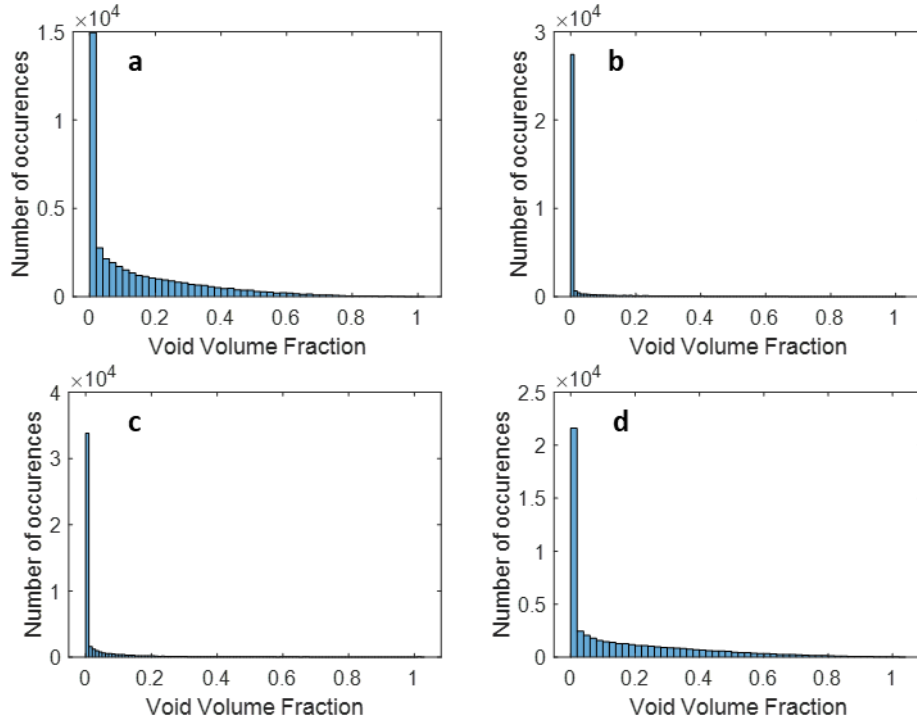 ×10⁴
1.5
1
0.5
0
a
Number of occurences
0 0.2 0.4 0.6 0.8 1
Void Volume Fraction
×10⁴
3
2
1
0
b
Number of occurences
0 0.2 0.4 0.6 0.8 1
Void Volume Fraction
×10⁴
4
3
2
1
0
c
Number of occurences
0 0.2 0.4 0.6 0.8 1
Void Volume Fraction
×10⁴
2.5
2
1.5
1
0.5
0
d
Number of occurences
0 0.2 0.4 0.6 0.8 1
Void Volume Fraction